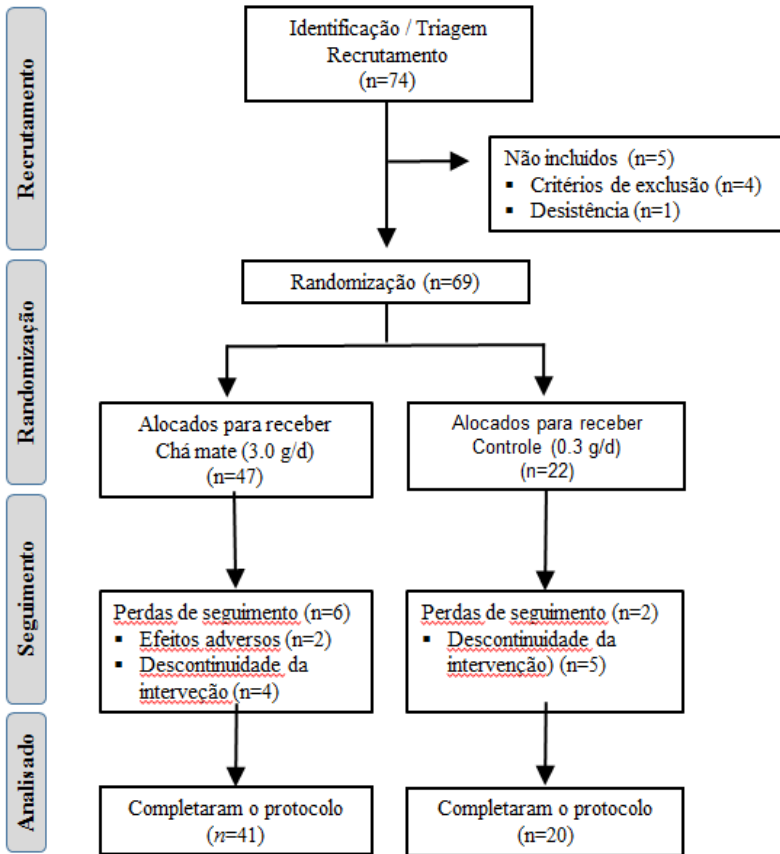 Recrutamento
Identificação / Triagem
Recrutamento
(n=74)
Não incluidos (n=5)
▪ Critérios de exclusão (n=4)
▪ Desistência (n=1)
Randomização
Randomização (n=69)
Alocados para receber
Chá mate (3.0 g/d)
(n=47)
Alocados para receber
Controle (0.3 g/d)
(n=22)
Seguimento
Perdas de seguimento (n=6)
▪ Efeitos adversos (n=2)
▪ Descontinuidade da
interveção (n=4)
Perdas de seguimento (n=2)
▪ Descontinuidade da
intervenção) (n=5)
Analisado
Completaram o protocolo
(n=41)
Completaram o protocolo
(n=20)